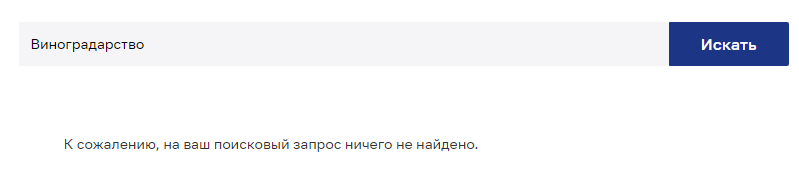 Виноградарство
Искать
К сожалению, на ваш поисковый запрос ничего не найдено.